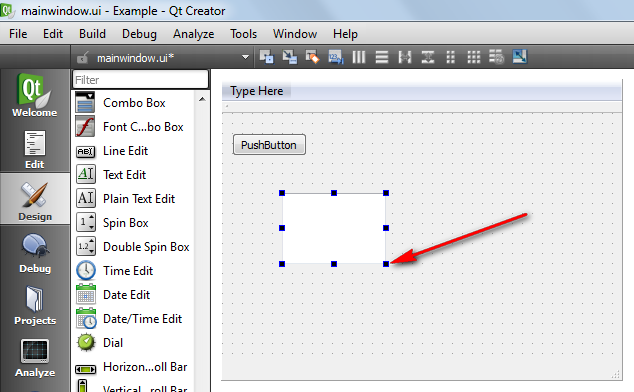 mainwindow.ui - Example - Qt Creator
File Edit Build Debug Analyze Tools Window Help
mainwindow.ui*
Qt
Welcome
Edit
Design
Debug
Projects
Analyze
Filter
Combo Box
Font C...bo Box
Line Edit
Text Edit
Plain Text Edit
Spin Box
Double Spin Box
Time Edit
Date Edit
Date/Time Edit
Dial
Horizon...oll Bar
Vertical...roll Bar
Type Here
PushButton